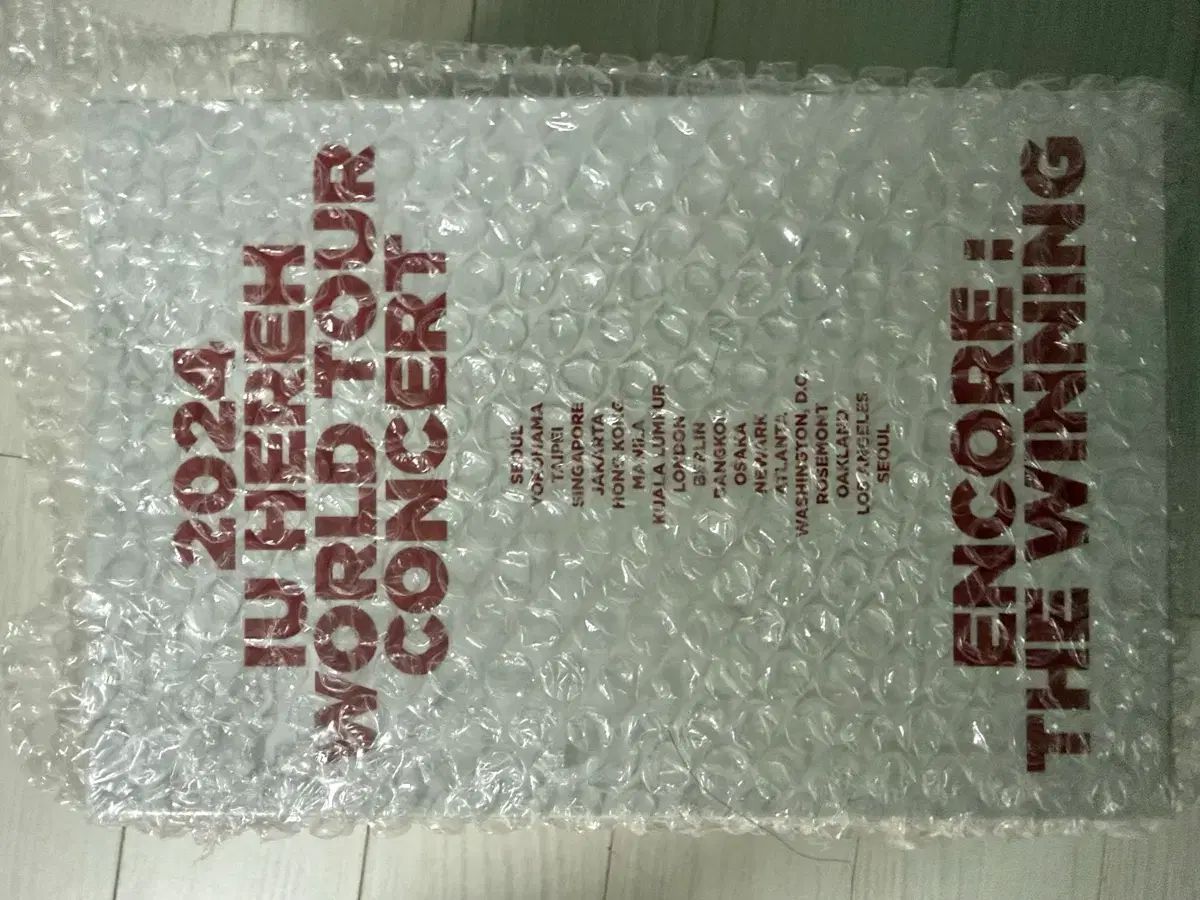 2024
IU HEREH
WORLD TOUR
CONCERT
SEOUL
YOKOHAMA
TAIPEI
SINGAPORE
JAKARTA
HONG KONG
MANILA
KUALA LUMPUR
LONDON
BERLIN
BANGKOK
OSAKA
NEWARK
ATLANTA
WASHINGTON, D.C.
ROSEMONT
OAKLAND
LOS ANGELES
SEOUL
ENCORE :
THE WINNING